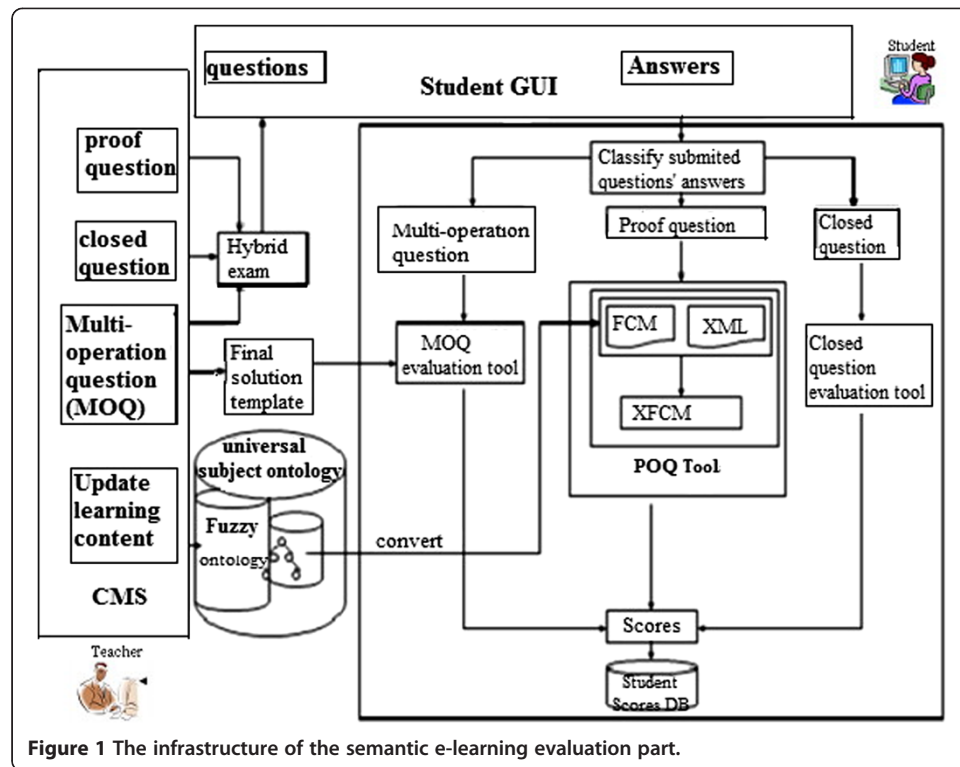 Student
questions
Answers
Student GUI
proof
question
closed
question
Multi-
operation
question
(MOQ)
Update
learning
content
CMS
Teacher
Hybrid
exam
Final
solution
template
universal
subject ontology
Fuzzy
ontology
convert
Classify submited
questions' answers
Multi-operation
question
Proof question
Closed
question
MOQ
evaluation tool
FCM
XML
XFCM
POQ Tool
Closed
question
evaluation tool
Scores
Student
Scores DB
Figure 1 The infrastructure of the semantic e-learning evaluation part.